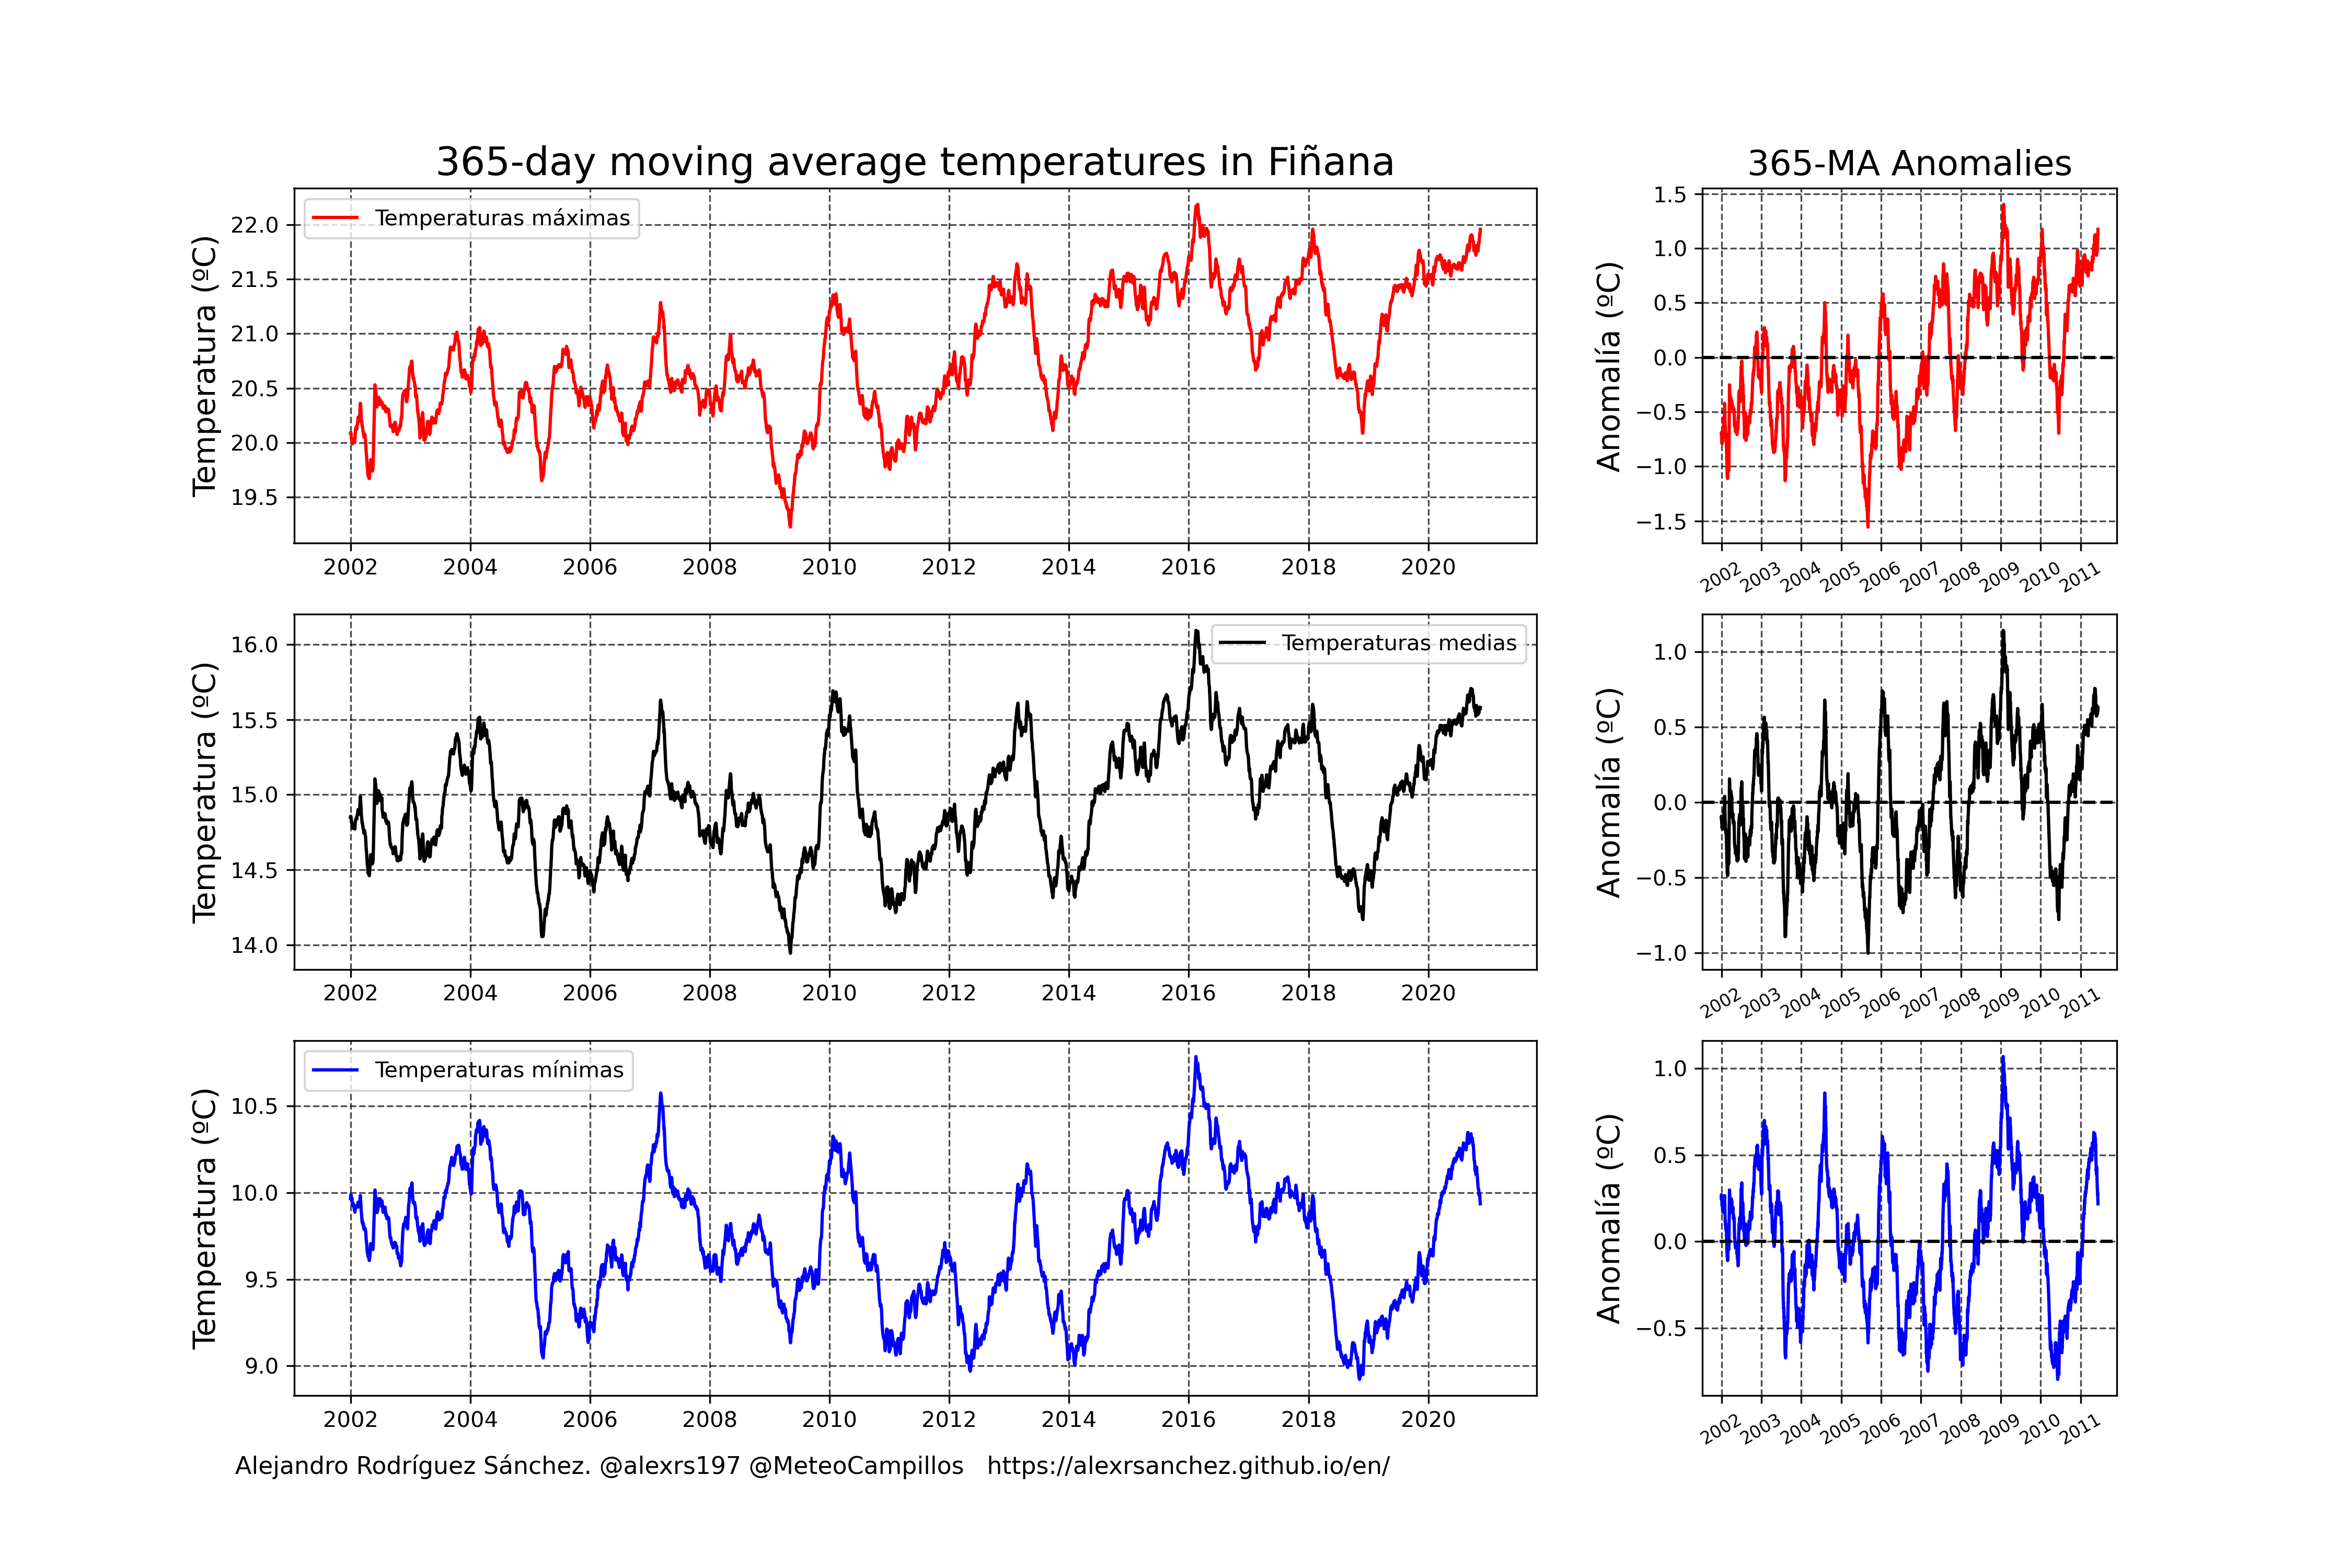 365-day moving average temperatures in Fiñana
365-MA Anomalies
Temperatura (ºC)
22.0
21.5
21.0
20.5
20.0
19.5
Temperaturas máximas
2002 2004 2006 2008 2010 2012 2014 2016 2018 2020
Anomalía (ºC)
1.5
1.0
0.5
0.0
−0.5
−1.0
−1.5
2002 2003 2004 2005 2006 2007 2008 2009 2010 2011
Temperatura (ºC)
16.0
15.5
15.0
14.5
14.0
Temperaturas medias
2002 2004 2006 2008 2010 2012 2014 2016 2018 2020
Anomalía (ºC)
1.0
0.5
0.0
−0.5
−1.0
2002 2003 2004 2005 2006 2007 2008 2009 2010 2011
Temperatura (ºC)
10.5
10.0
9.5
9.0
Temperaturas mínimas
2002 2004 2006 2008 2010 2012 2014 2016 2018 2020
Anomalía (ºC)
1.0
0.5
0.0
−0.5
2002 2003 2004 2005 2006 2007 2008 2009 2010 2011
Alejandro Rodríguez Sánchez. @alexrs197 @MeteoCampillos https://alexrsanchez.github.io/en/